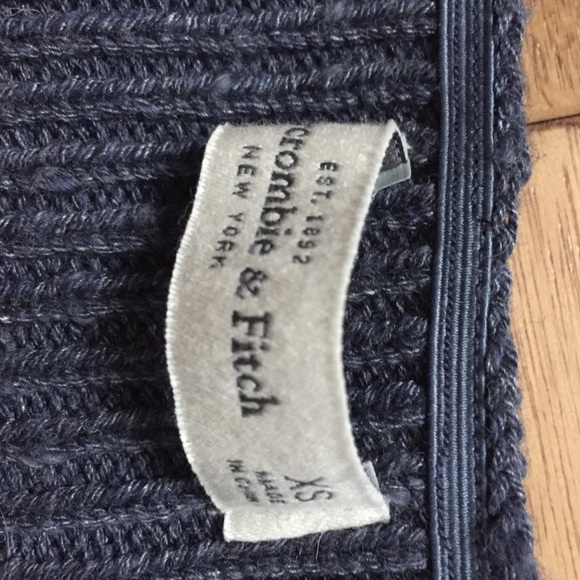 EST. 1892
crombie & Fitch
NEW YORK
XS
MADE
IN CHINA